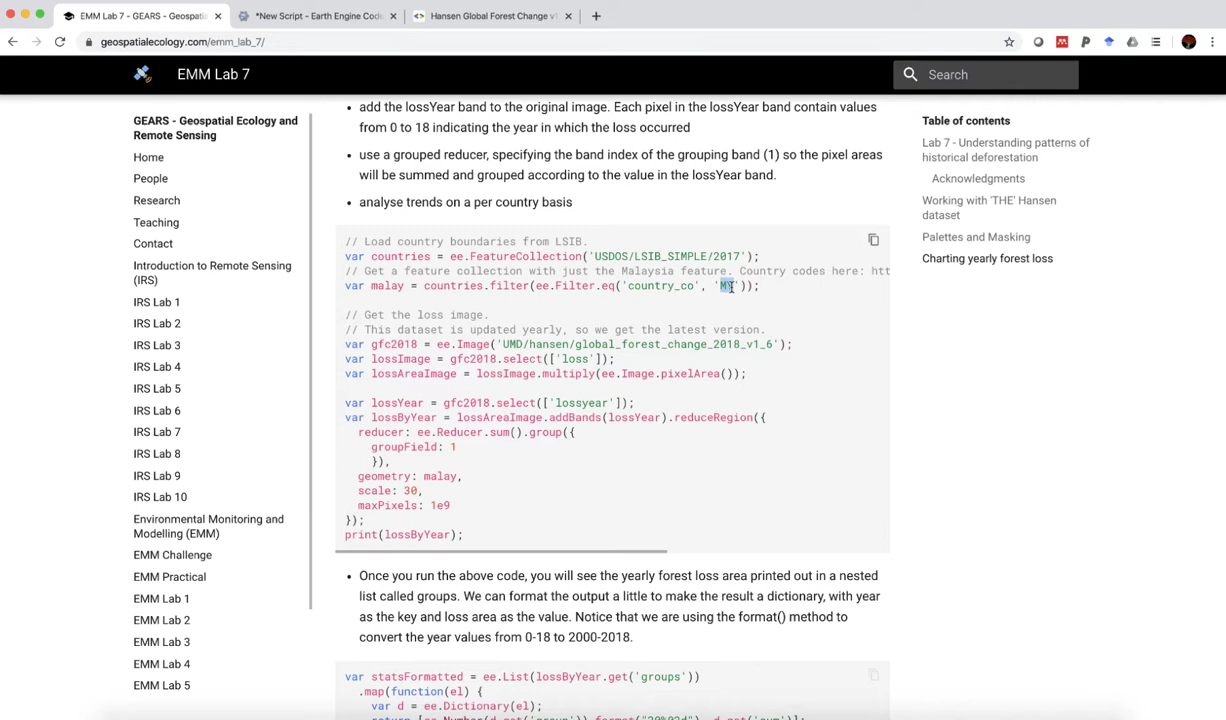 EMM Lab 7 - GEARS - Geospatia
*New Script - Earth Engine Code
Hansen Global Forest Change v1
geospatialecology.com/emm_lab_7/
EMM Lab 7
Search
GEARS - Geospatial Ecology and
Remote Sensing
Home
People
Research
Teaching
Contact
Introduction to Remote Sensing
(IRS)
IRS Lab 1
IRS Lab 2
IRS Lab 3
IRS Lab 4
IRS Lab 5
IRS Lab 6
IRS Lab 7
IRS Lab 8
IRS Lab 9
IRS Lab 10
Environmental Monitoring and
Modelling (EMM)
EMM Challenge
EMM Practical
EMM Lab 1
EMM Lab 2
EMM Lab 3
EMM Lab 4
EMM Lab 5
add the lossYear band to the original image. Each pixel in the lossYear band contain values
from 0 to 18 indicating the year in which the loss occurred
use a grouped reducer, specifying the band index of the grouping band (1) so the pixel areas
will be summed and grouped according to the value in the lossYear band.
analyse trends on a per country basis
// Load country boundaries from LSIB.
var countries = ee.FeatureCollection('USDOS/LSIB_SIMPLE/2017');
// Get a feature collection with just the Malaysia feature. Country codes here: htt
var malay = countries.filter(ee.Filter.eq('country_co', 'MY'));
// Get the loss image.
// This dataset is updated yearly, so we get the latest version.
var gfc2018 = ee.Image('UMD/hansen/global_forest_change_2018_v1_6');
var lossImage = gfc2018.select(['loss']);
var lossAreaImage = lossImage.multiply(ee.Image.pixelArea());
var lossYear = gfc2018.select(['lossyear']);
var lossByYear = lossAreaImage.addBands(lossYear).reduceRegion({
reducer: ee.Reducer.sum().group({
groupField: 1
}),
geometry: malay,
scale: 30,
maxPixels: 1e9
});
print(lossByYear);
Once you run the above code, you will see the yearly forest loss area printed out in a nested
list called groups. We can format the output a little to make the result a dictionary, with year
as the key and loss area as the value. Notice that we are using the format() method to
convert the year values from 0-18 to 2000-2018.
var statsFormatted = ee.List(lossByYear.get('groups'))
.map(function(el) {
var d = ee.Dictionary(el);
return [ee.Number(d.get('group')).format("20%02d"), d.get('sum')];
Table of contents
Lab 7 - Understanding patterns of
historical deforestation
Acknowledgments
Working with 'THE' Hansen
dataset
Palettes and Masking
Charting yearly forest loss